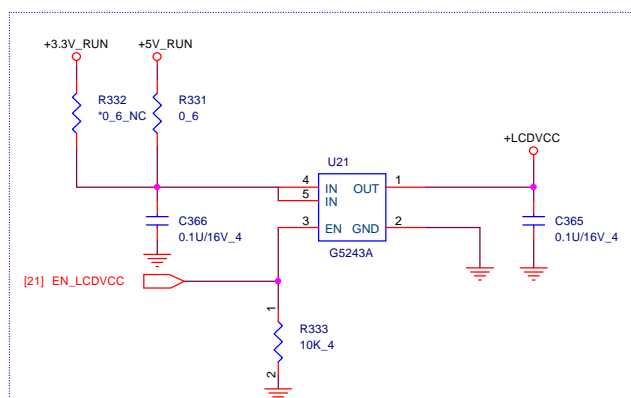 +3.3V_RUN
+5V_RUN
R332
*0_6_NC
R331
0_6
U21
+LCDVCC
4
IN
OUT
1
5
IN
3
EN
GND
2
G5243A
C366
0.1U/16V_4
C365
0.1U/16V_4
[21] EN_LCDVCC
1
R333
10K_4
2